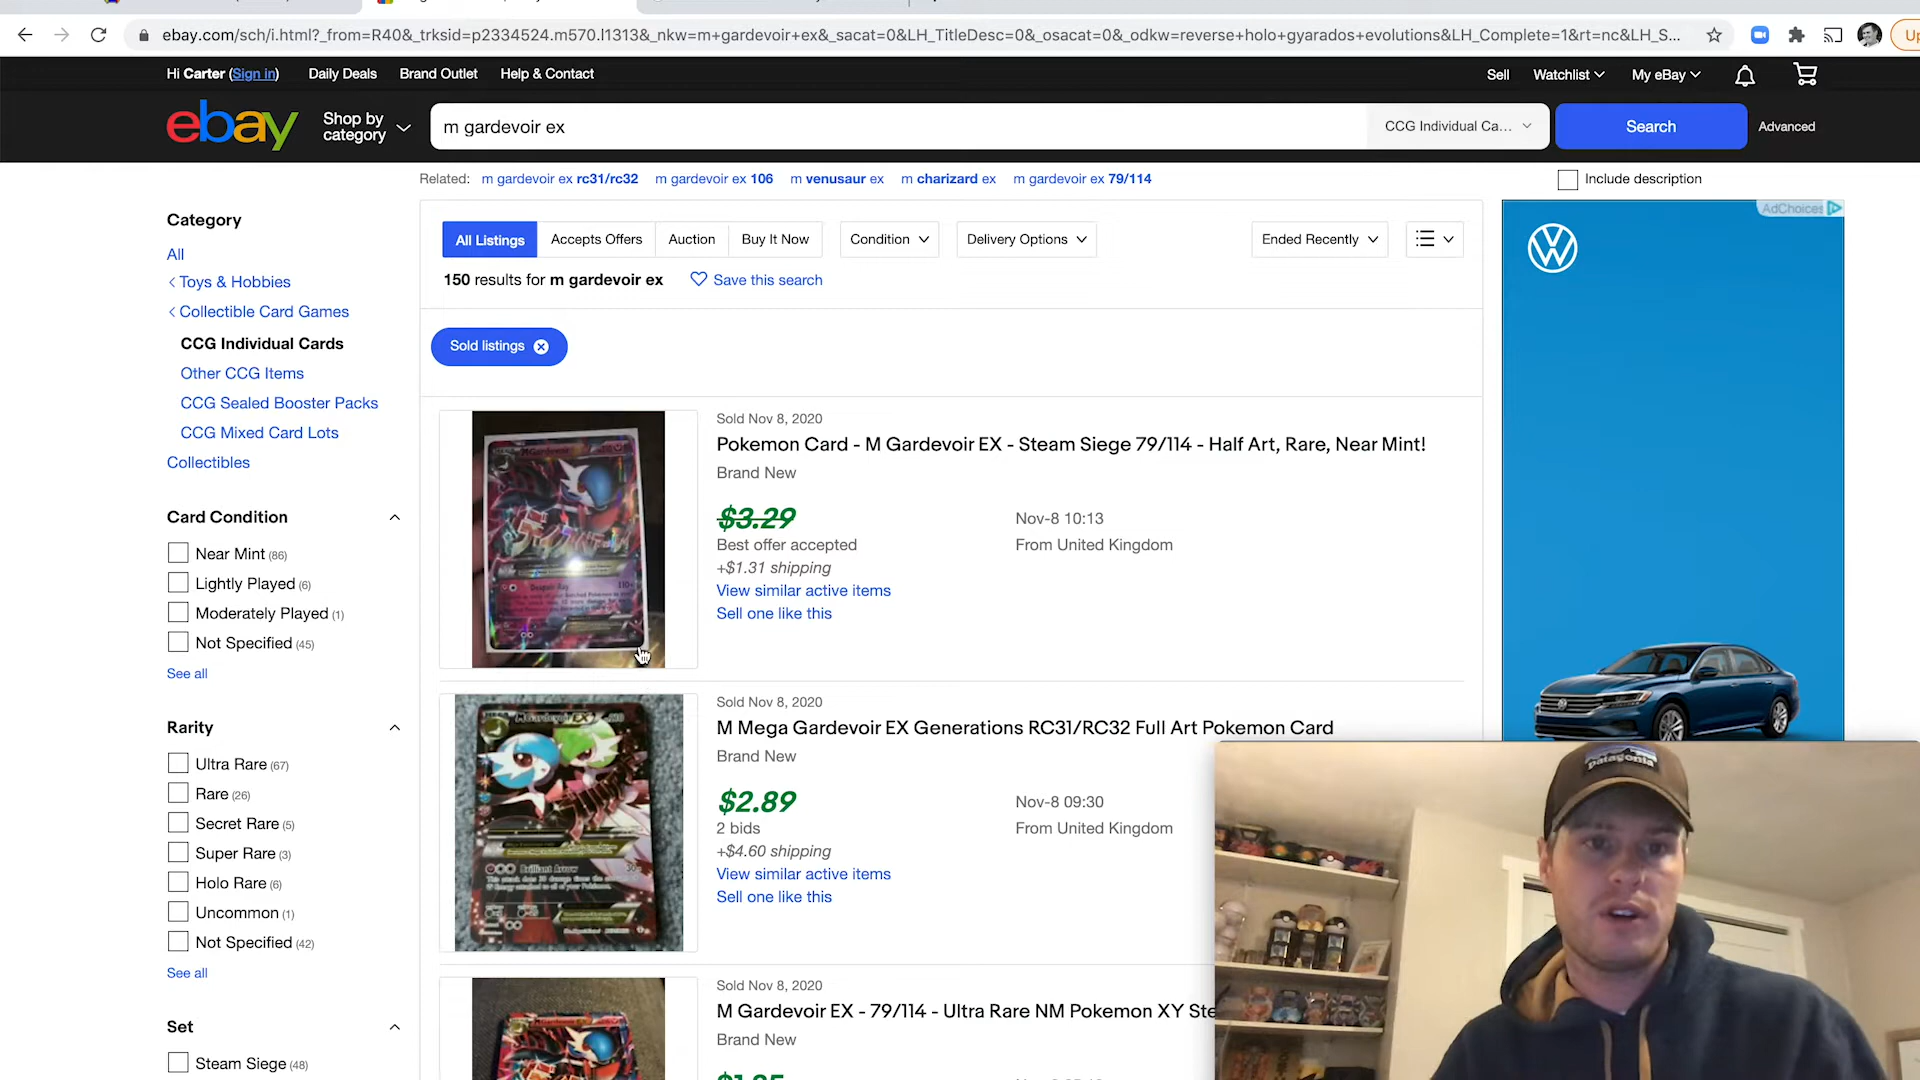 ebay.com/sch/i.html?_from=R40&_trksid=p2334524.m570.l1313&_nkw=m+gardevoir+ex&_sacat=0&LH_TitleDesc=0&_osacat=0&_odkw=reverse+holo+gyarados+evolutions&LH_Complete=1&rt=nc&LH_S...
Hi Carter (Sign in) Daily Deals Brand Outlet Help & Contact Sell Watchlist My eBay
ebay Shop by category m gardevoir ex CCG Individual Ca... Search Advanced
Related: m gardevoir ex rc31/rc32 m gardevoir ex 106 m venusaur ex m charizard ex m gardevoir ex 79/114 Include description
AdChoices
Category
All
< Toys & Hobbies
< Collectible Card Games
CCG Individual Cards
Other CCG Items
CCG Sealed Booster Packs
CCG Mixed Card Lots
Collectibles
Card Condition
Near Mint (86)
Lightly Played (6)
Moderately Played (1)
Not Specified (45)
See all
Rarity
Ultra Rare (67)
Rare (26)
Secret Rare (5)
Super Rare (3)
Holo Rare (6)
Uncommon (1)
Not Specified (42)
See all
Set
Steam Siege (48)
All Listings Accepts Offers Auction Buy It Now Condition Delivery Options Ended Recently
150 results for m gardevoir ex Save this search
Sold listings
Sold Nov 8, 2020
Pokemon Card - M Gardevoir EX - Steam Siege 79/114 - Half Art, Rare, Near Mint!
Brand New
$3.29 Nov-8 10:13
Best offer accepted From United Kingdom
+$1.31 shipping
View similar active items
Sell one like this
Sold Nov 8, 2020
M Mega Gardevoir EX Generations RC31/RC32 Full Art Pokemon Card
Brand New
$2.89 Nov-8 09:30
2 bids From United Kingdom
+$4.60 shipping
View similar active items
Sell one like this
Brilliant Arrow
Sold Nov 8, 2020
M Gardevoir EX - 79/114 - Ultra Rare NM Pokemon XY Ste
Brand New
patagonia